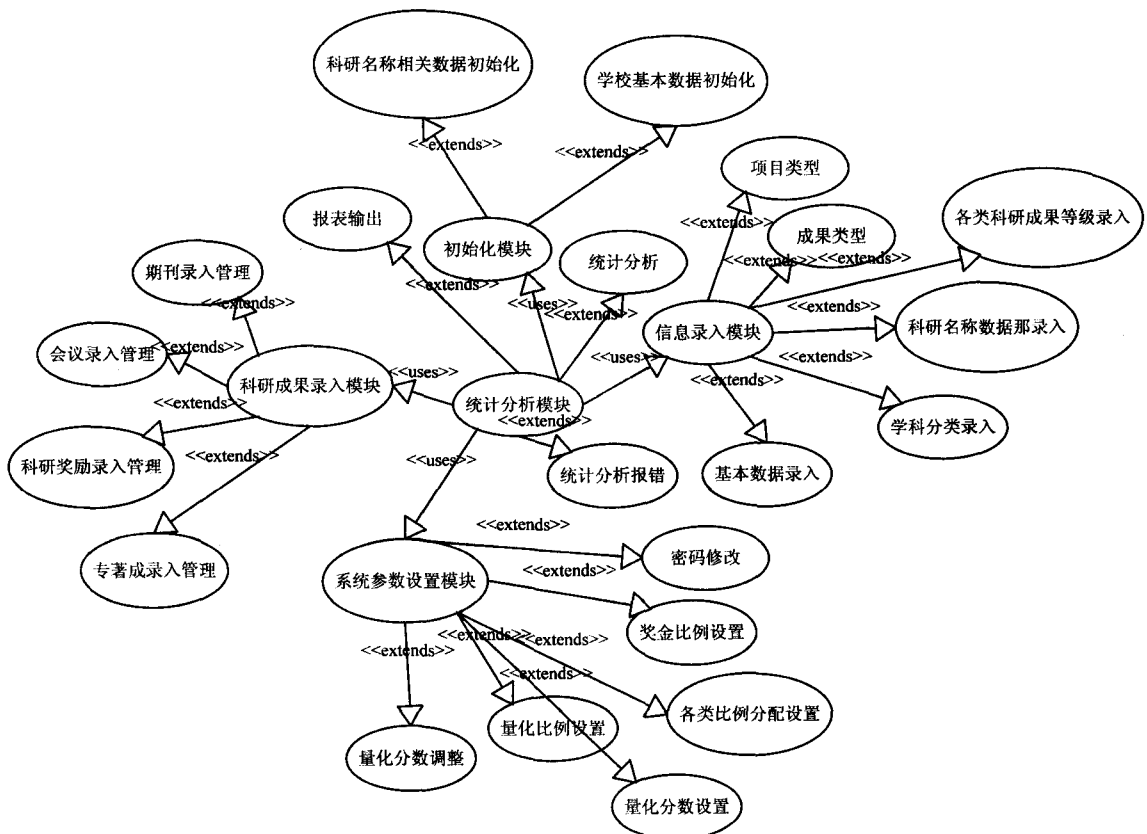 科研名称相关数据初始化
学校基本数据初始化
<<extends>>
<<extends>>
项目类型
报表输出
初始化模块
统计分析
<<extends>>
成果类型
各类科研成果等级录入
期刊录入管理
<<extends>>
<<extends>>
<<extends>>
<<extends>>
<<uses>>
<<extends>>
信息录入模块
<<extends>>
科研名称数据那录入
会议录入管理
<<extends>>
科研成果录入模块
<<uses>>
统计分析模块
<<uses>>
<<extends>>
<<extends>>
<<extends>>
<<extends>>
学科分类录入
科研奖励录入管理
<<extends>>
<<uses>>
统计分析报错
基本数据录入
专著成录入管理
<<extends>>
密码修改
系统参数设置模块
<<extends>>
奖金比例设置
<<extends>>
<<extends>>
<<extends>>
<<extends>>
量化比例设置
各类比例分配设置
量化分数调整
量化分数设置